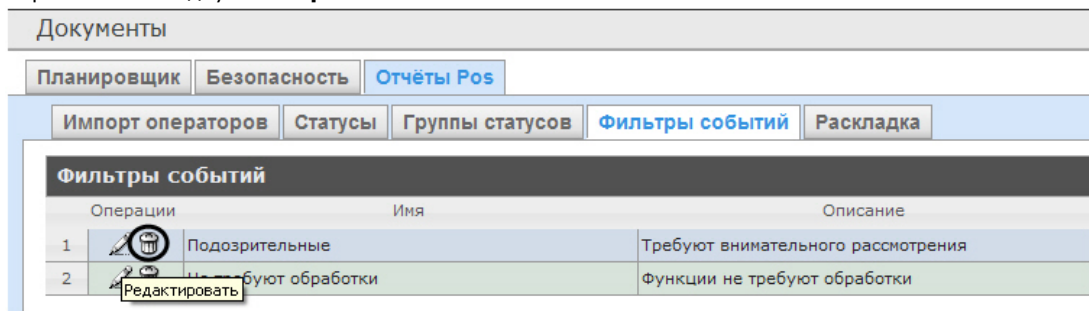 Документы
Планировщик Безопасность Отчёты Pos
Импорт операторов Статусы Группы статусов Фильтры событий Раскладка
Фильтры событий
Операции Имя Описание
1 Подозрительные Требуют внимательного рассмотрения
2 требуют обработки Функции не требуют обработки
Редактировать